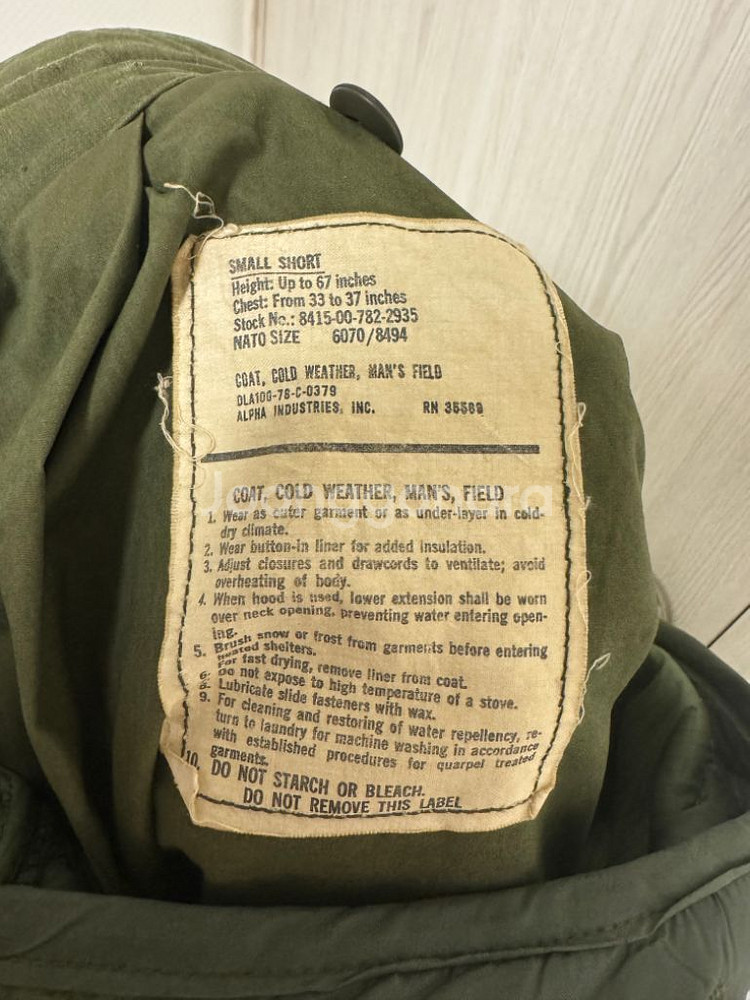 SMALL SHORT
Height: Up to 67 inches
Chest: From 33 to 37 inches
Stock No.: 8415-00-782-2935
NATO SIZE 6070/8494
COAT, COLD WEATHER, MAN'S FIELD
DLA100-78-C-0379
ALPHA INDUSTRIES, INC. RN 35589
COAT, COLD WEATHER, MAN'S, FIELD
1. Wear as outer garment or as under-layer in cold-
dry climate.
2. Wear button-in liner for added insulation.
3. Adjust closures and drawcords to ventilate; avoid
overheating of body.
4. When hood is used, lower extension shall be worn
over neck opening, preventing water entering open-
ing.
5. Brush snow or frost from garments before entering
heated shelters.
6. For fast drying, remove liner from coat.
Do not expose to high temperature of a stove.
8. Lubricate slide fasteners with wax.
9. For cleaning and restoring of water repellency, re-
turn to laundry for machine washing in accordance
with established procedures for quarpel treated
garments.
10. DO NOT STARCH OR BLEACH.
DO NOT REMOVE THIS LABEL